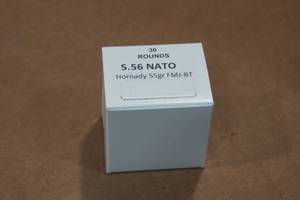 30
ROUNDS
5.56 NATO
Hornady 55gr FMJ-BT